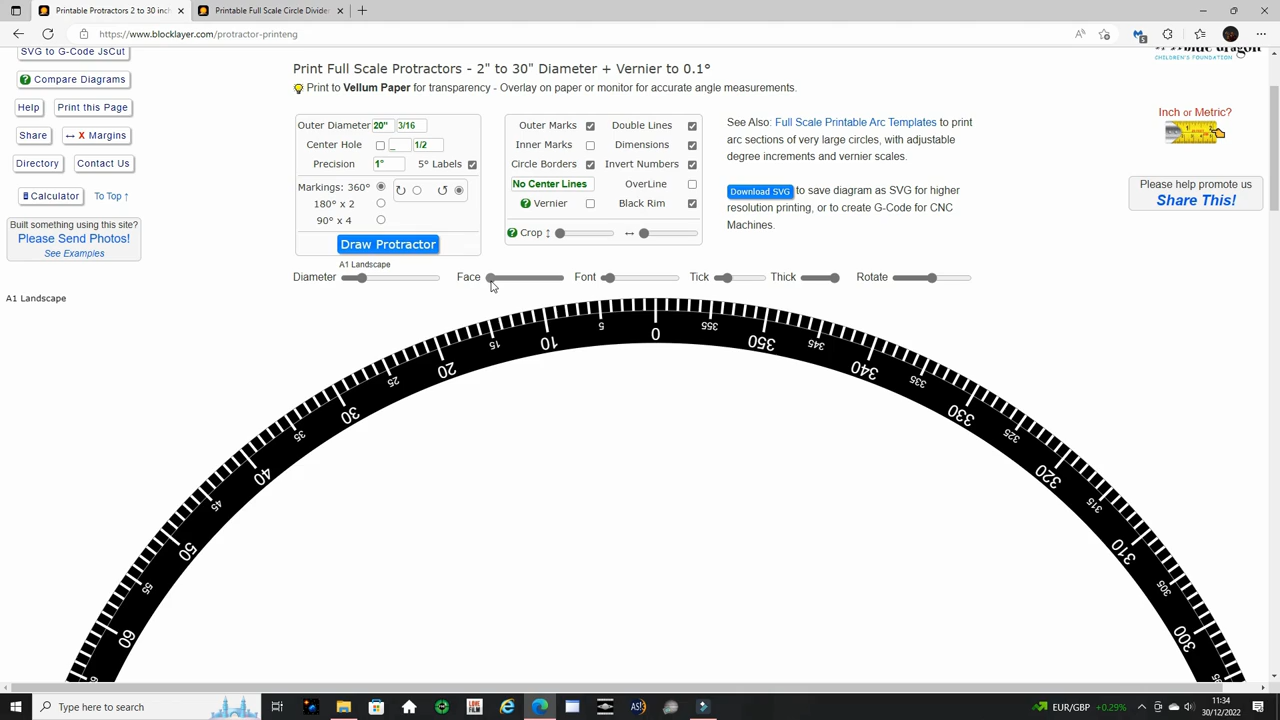 Printable Protractors 2 to 30 inch
Printable Full Scale Circle Divider
https://www.blocklayer.com/protractor-printeng
SVG to G-Code JsCut
Compare Diagrams
Help
Print this Page
Share
↔ X Margins
Directory
Contact Us
Calculator
To Top ↑
Built something using this site?
Please Send Photos!
See Examples
A1 Landscape
Print Full Scale Protractors - 2" to 30" Diameter + Vernier to 0.1°
Print to Vellum Paper for transparency - Overlay on paper or monitor for accurate angle measurements.
Outer Diameter 20" 3/16
Center Hole _ 1/2
Precision 1° 5° Labels
Markings: 360° ↻ ↺
180° x 2
90° x 4
Draw Protractor
A1 Landscape
Outer Marks Double Lines
Inner Marks Dimensions
Circle Borders Invert Numbers
No Center Lines OverLine
Vernier Black Rim
Crop ↕ ↔
See Also: Full Scale Printable Arc Templates to print
arc sections of very large circles, with adjustable
degree increments and vernier scales.
Download SVG to save diagram as SVG for higher
resolution printing, or to create G-Code for CNC
Machines.
blue dragon
CHILDREN'S FOUNDATION
Inch or Metric?
Please help promote us
Share This!
Diameter Face Font Tick Thick Rotate
60 55 50 45 40 35 30 25 20 15 10 5 0 355 350 345 340 335 330 325 320 315 310 305 300
Type here to search
EUR/GBP +0.29%
11:34
30/12/2022